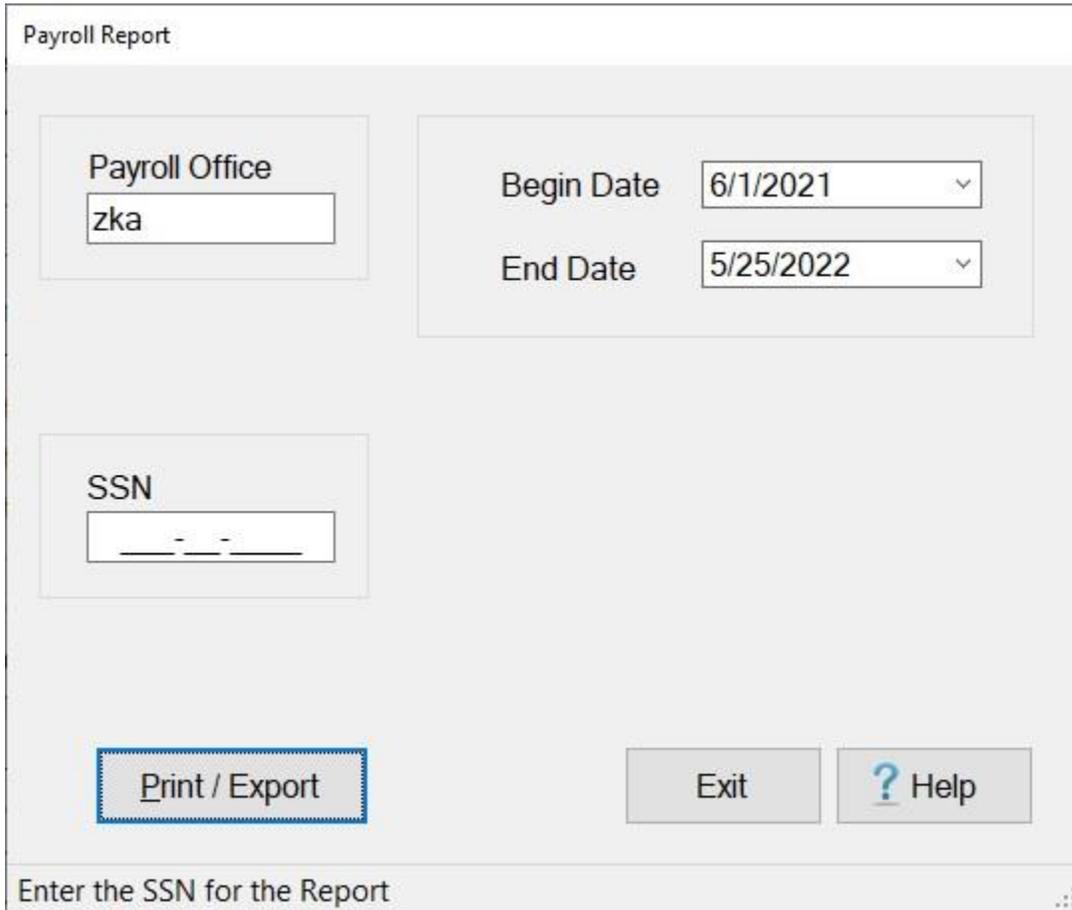 Payroll Report
Payroll Office
zka
Begin Date 6/1/2021
End Date 5/25/2022
SSN
___-__-____
Print / Export Exit ? Help
Enter the SSN for the Report